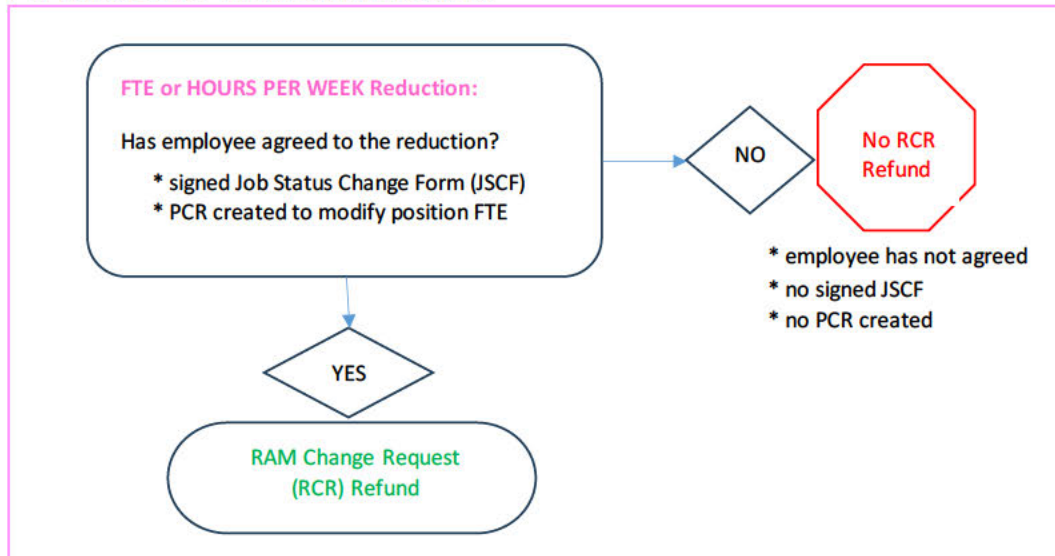 FTE or HOURS PER WEEK Reduction:
Has employee agreed to the reduction?
* signed Job Status Change Form (JSCF)
* PCR created to modify position FTE
NO
No RCR
Refund
* employee has not agreed
* no signed JSCF
* no PCR created
YES
RAM Change Request
(RCR) Refund